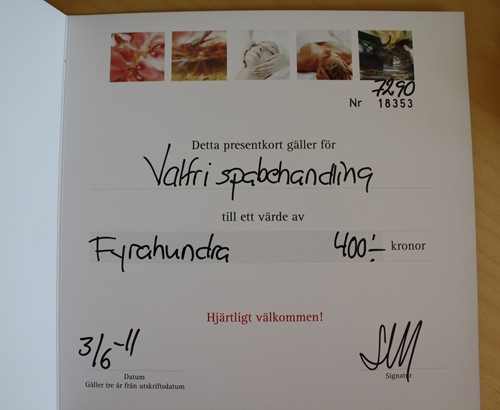 7290
Nr 18353
Detta presentkort gäller för
Valfri spabehandling
till ett värde av
Fyrahundra 400:- kronor
Hjärtligt välkommen!
3/6-11
Datum
Signatur
Gäller tre år från utskriftsdatum